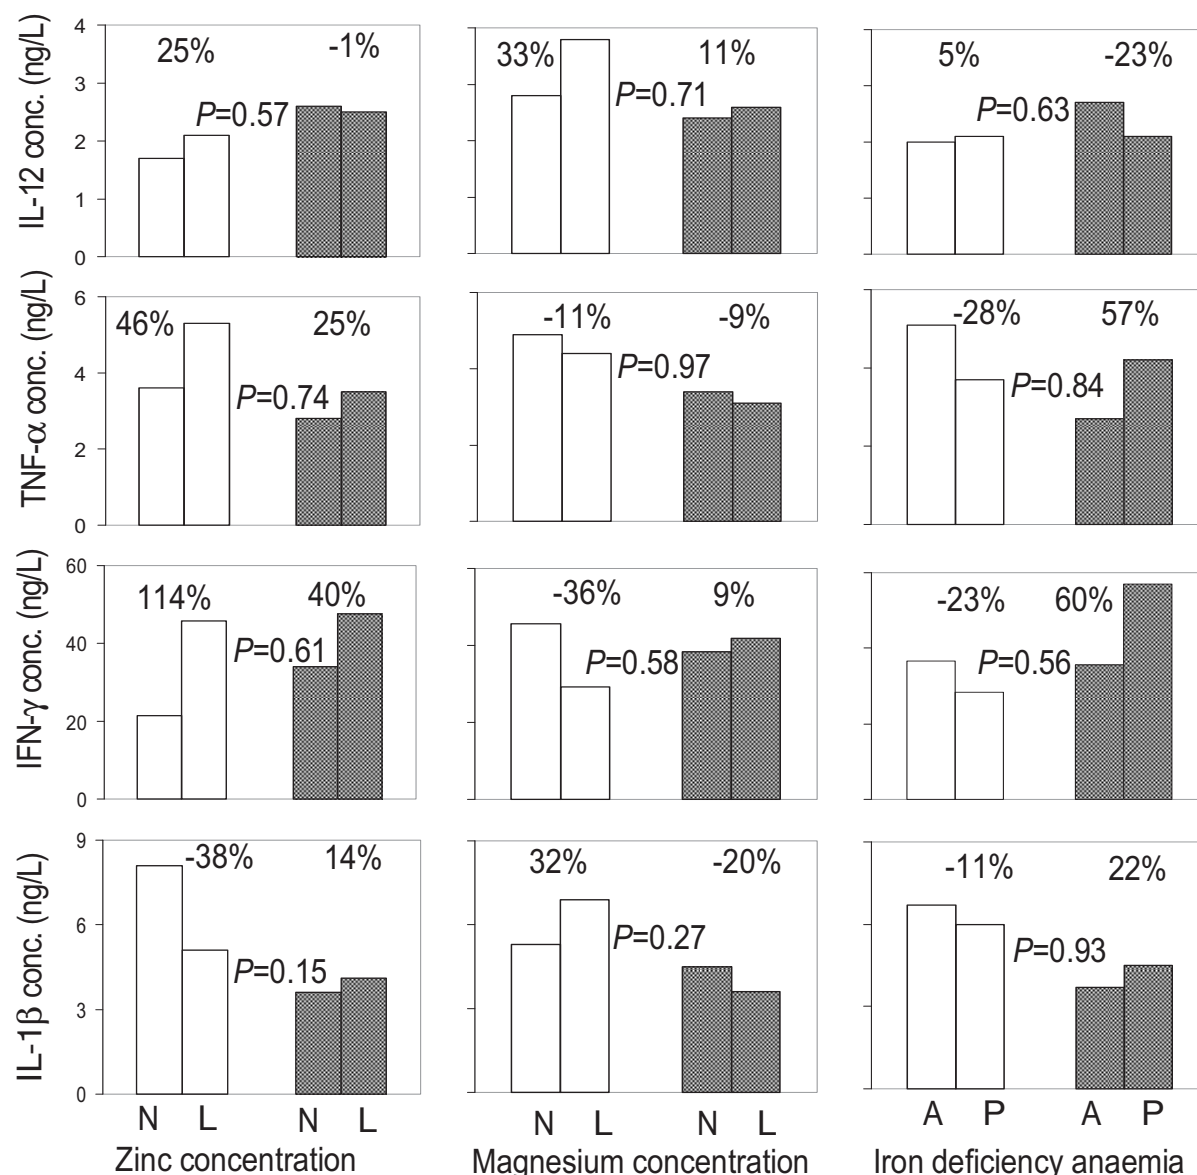 IL-12 conc. (ng/L)
4
3
2
1
0
25% -1%
P=0.57
33% 11%
P=0.71
5% -23%
P=0.63
TNF-α conc. (ng/L)
6
4
2
0
46% 25%
P=0.74
-11% -9%
P=0.97
-28% 57%
P=0.84
IFN-γ conc. (ng/L)
60
40
20
0
114% 40%
P=0.61
-36% 9%
P=0.58
-23% 60%
P=0.56
IL-1β conc. (ng/L)
9
6
3
0
-38% 14%
P=0.15
32% -20%
P=0.27
-11% 22%
P=0.93
N L N L
N L N L
A P A P
Zinc concentration
Magnesium concentration
Iron deficiency anaemia